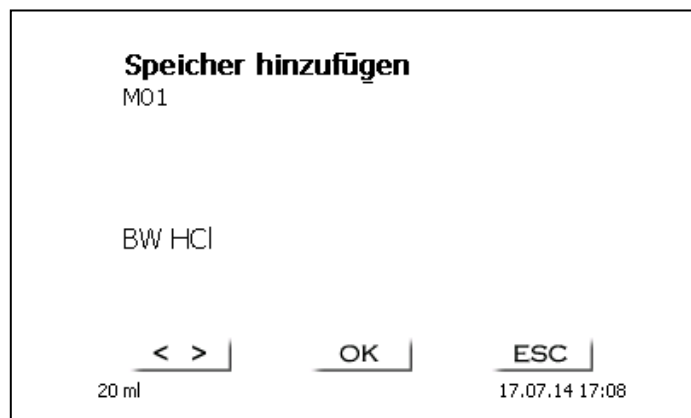 Speicher hinzufügen
M01
BW HCl
< > OK ESC
20 ml 17.07.14 17:08